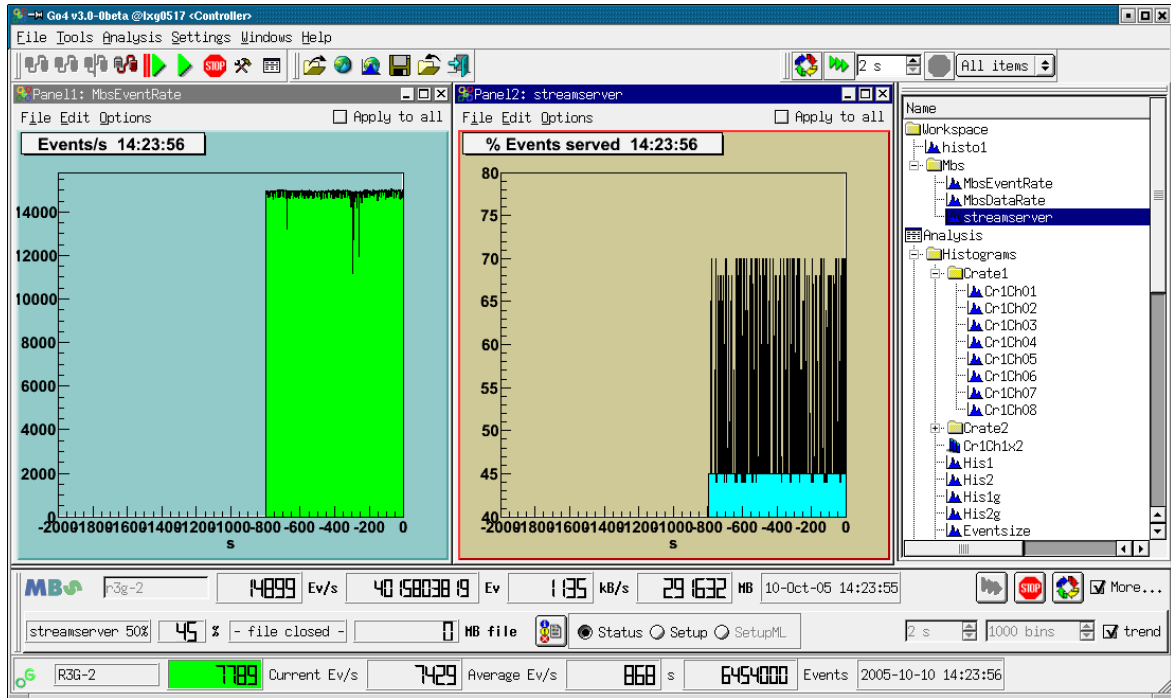 Go4 v3.0-0beta @lxg0517 <Controller>
File Tools Analysis Settings Windows Help
2 s
All items
Panel1: MbsEventRate
File Edit Options
Apply to all
Events/s 14:23:56
14000
12000
10000
8000
6000
4000
2000
0
-2000 -1800 -1600 -1400 -1200 -1000 -800 -600 -400 -200 0
s
Panel2: streamserver
File Edit Options
Apply to all
% Events served 14:23:56
80
75
70
65
60
55
50
45
40
-2000 -1800 -1600 -1400 -1200 -1000 -800 -600 -400 -200 0
s
Name
Workspace
histo1
Mbs
MbsEventRate
MbsDataRate
streamserver
Analysis
Histograms
Crate1
Cr1Ch01
Cr1Ch02
Cr1Ch03
Cr1Ch04
Cr1Ch05
Cr1Ch06
Cr1Ch07
Cr1Ch08
Crate2
Cr1Ch1x2
His1
His2
His1g
His2g
Eventsize
MBS r3g-2 14899 Ev/s 4015803819 Ev 1135 kB/s 291632 MB 10-Oct-05 14:23:55 STOP More...
streamserver 50% 45 % - file closed - 0 MB file Status Setup SetupML 2 s 1000 bins trend
R3G-2 7789 Current Ev/s 7429 Average Ev/s 868 s 6454000 Events 2005-10-10 14:23:56